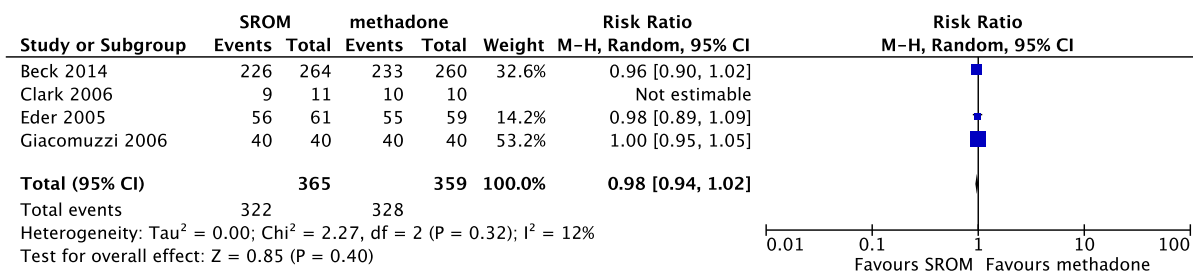 SROM methadone Risk Ratio Risk Ratio
Study or Subgroup Events Total Events Total Weight M-H, Random, 95% CI M-H, Random, 95% CI
Beck 2014 226 264 233 260 32.6% 0.96 [0.90, 1.02]
Clark 2006 9 11 10 10 Not estimable
Eder 2005 56 61 55 59 14.2% 0.98 [0.89, 1.09]
Giacomuzzi 2006 40 40 40 40 53.2% 1.00 [0.95, 1.05]
Total (95% CI) 365 359 100.0% 0.98 [0.94, 1.02]
Total events 322 328
Heterogeneity: Tau² = 0.00; Chi² = 2.27, df = 2 (P = 0.32); I² = 12%
Test for overall effect: Z = 0.85 (P = 0.40)
0.01 0.1 1 10 100
Favours SROM Favours methadone